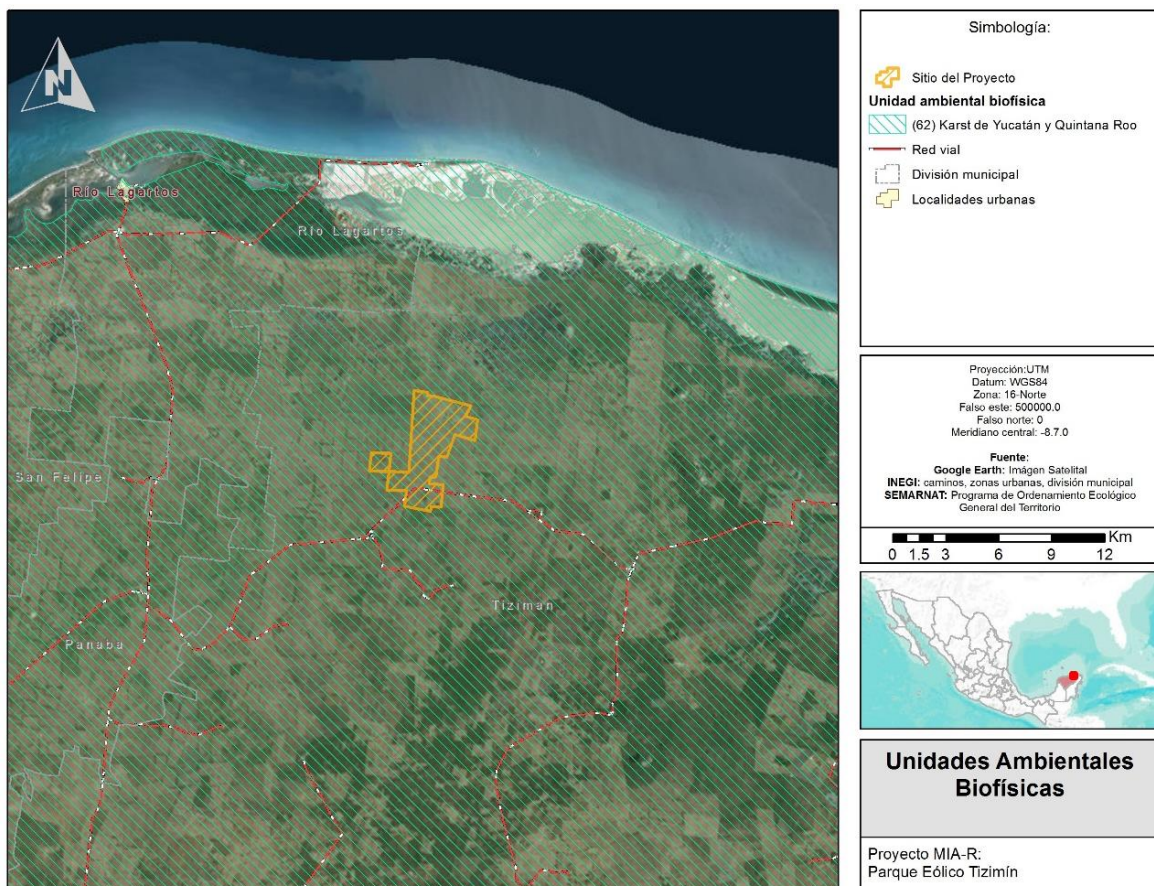 N
Río Lagartos
Río Lagartos
San Felipe
Tiziman
Panaba
Simbología:
Sitio del Proyecto
Unidad ambiental biofísica
(62) Karst de Yucatán y Quintana Roo
Red vial
División municipal
Localidades urbanas
Proyección:UTM
Datum: WGS84
Zona: 16-Norte
Falso este: 500000.0
Falso norte: 0
Meridiano central: -8.7.0
Fuente:
Google Earth: Imágen Satelital
INEGI: caminos, zonas urbanas, división municipal
SEMARNAT: Programa de Ordenamiento Ecológico
General del Territorio
Km
0 1.5 3 6 9 12
Unidades Ambientales
Biofísicas
Proyecto MIA-R:
Parque Eólico Tizimín